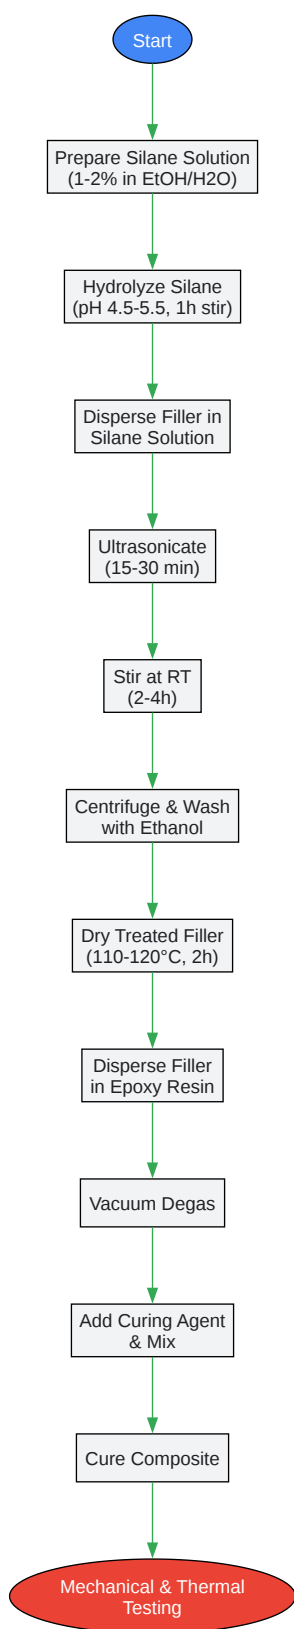 Start
Prepare Silane Solution
(1-2% in EtOH/H2O)
Hydrolyze Silane
(pH 4.5-5.5, 1h stir)
Disperse Filler in
Silane Solution
Ultrasonicate
(15-30 min)
Stir at RT
(2-4h)
Centrifuge & Wash
with Ethanol
Dry Treated Filler
(110-120°C, 2h)
Disperse Filler
in Epoxy Resin
Vacuum Degas
Add Curing Agent
& Mix
Cure Composite
Mechanical & Thermal
Testing